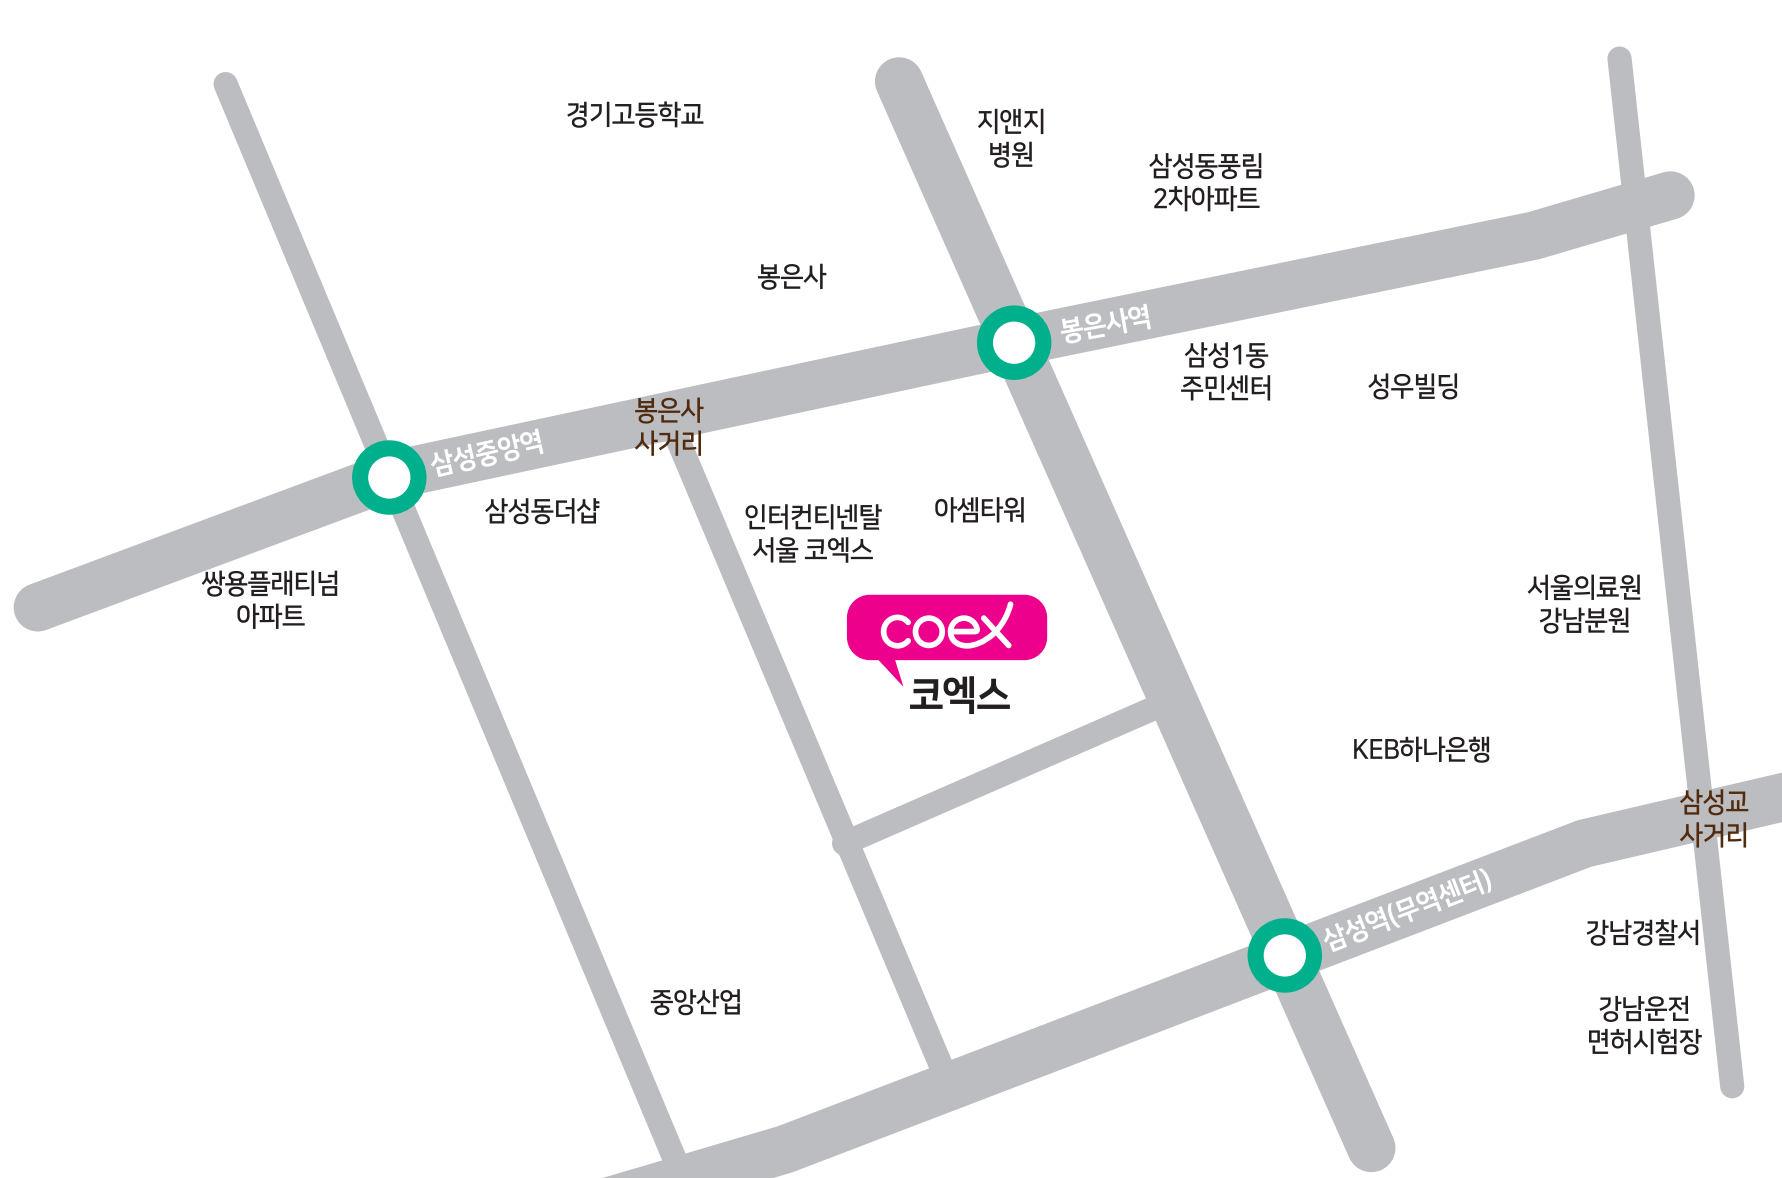 경기고등학교
지앤지
병원
삼성동풍림
2차아파트
봉은사
봉은사역
삼성1동
주민센터
성우빌딩
봉은사
사거리
삼성중앙역
삼성동더샵
인터컨티넨탈
서울 코엑스
아셈타워
쌍용플래티넘
아파트
서울의료원
강남분원
coex
코엑스
KEB하나은행
삼성교
사거리
삼성역(무역센터)
강남경찰서
중앙산업
강남운전
면허시험장